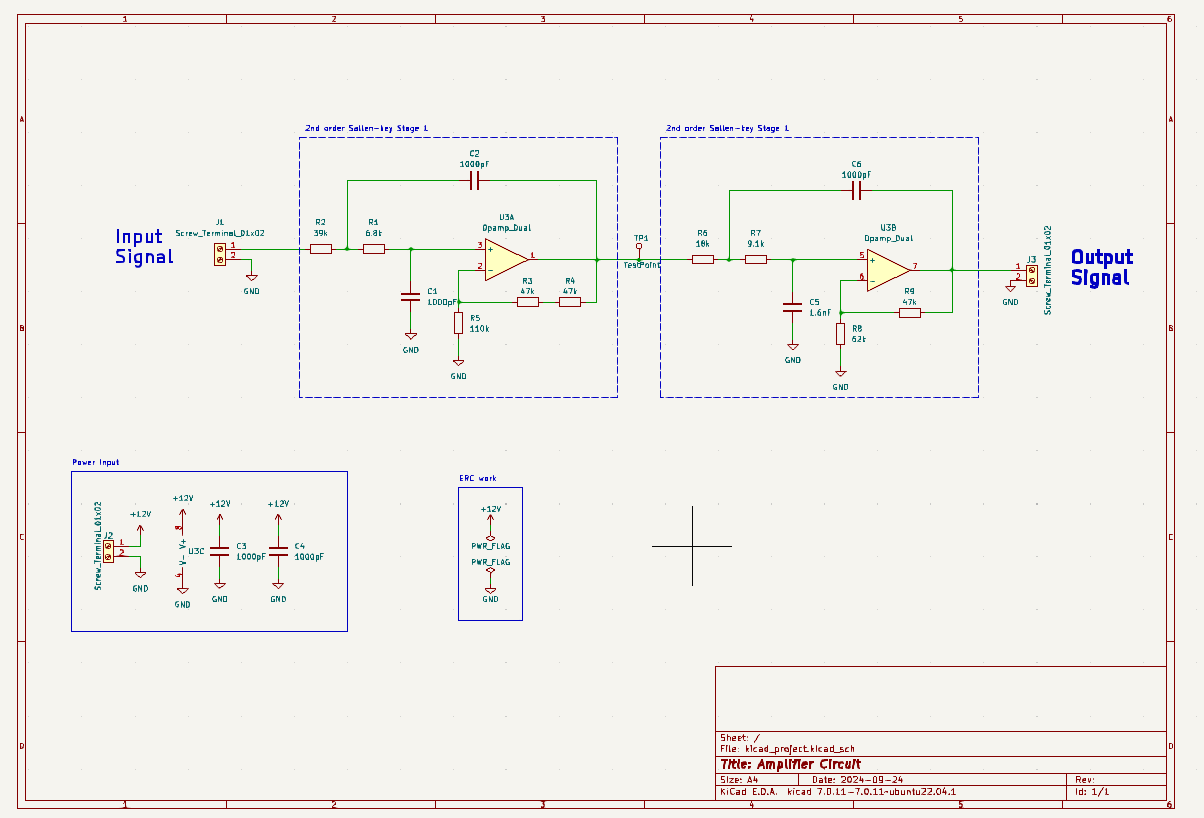 1 2 3 4 5 6
A A
B B
C C
D D
2nd order Sallen-key Stage 1
2nd order Sallen-key Stage 1
C2
1000pF
C6
1000pF
Input
Signal
J1
Screw_Terminal_01x02
1
2
GND
R2
39k
R1
6.8k
U3A
Opamp_Dual
3
+
2
-
1
R3
47k
R4
47k
C1
1000pF
R5
110k
GND
GND
TP1
TestPoint
R6
18k
R7
9.1k
U3B
Opamp_Dual
5
+
6
-
7
R9
47k
C5
1.6nF
R8
62k
GND
GND
J3
Screw_Terminal_01x02
1
2
GND
Output
Signal
Power Input
Screw_Terminal_01x02
J2
1
2
+12V
GND
+12V
8
V+
U3C
V-
4
GND
+12V
C3
1000pF
GND
+12V
C4
1000pF
GND
ERC work
+12V
PWR_FLAG
PWR_FLAG
GND
Sheet: /
File: kicad_project.kicad_sch
Title: Amplifier Circuit
Size: A4 Date: 2024-09-24 Rev:
KiCad E.D.A. kicad 7.0.11-7.0.11~ubuntu22.04.1 Id: 1/1
1 2 3 4 5 6